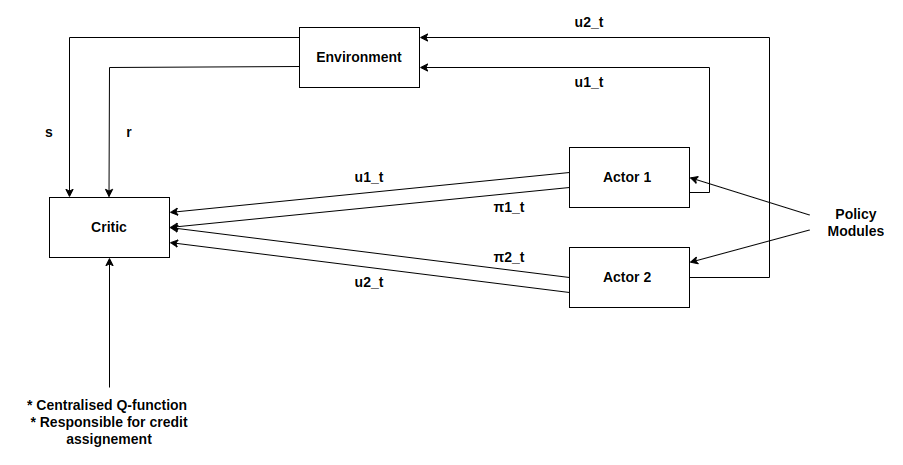 u2_t
Environment
u1_t
s
r
u1_t
Actor 1
π1_t
Policy
Modules
Critic
π2_t
Actor 2
u2_t
* Centralised Q-function
* Responsible for credit
assignement